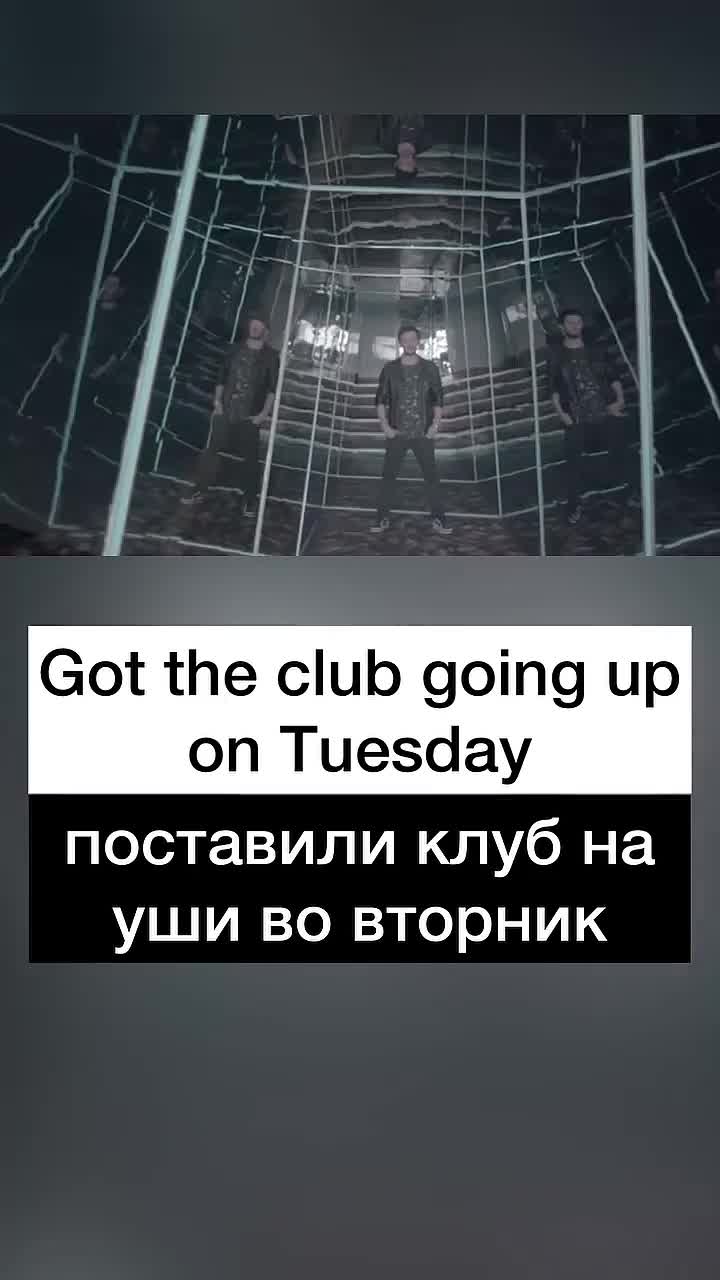 Got the club going up
on Tuesday
поставили клуб на
уши во вторник